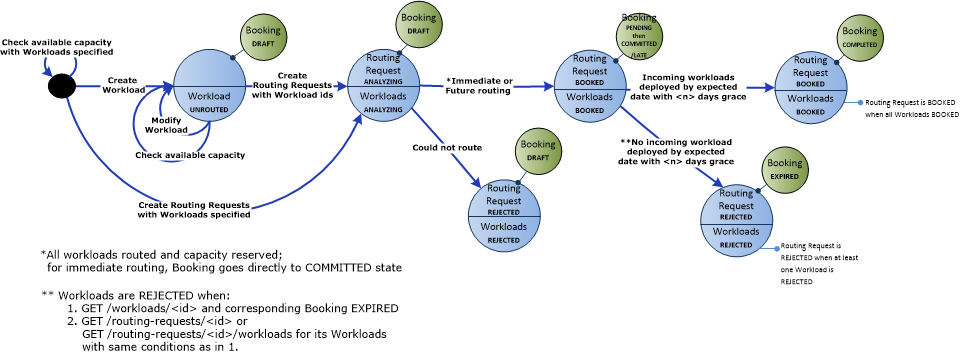 Check available capacity
with Workloads specified
Create
Workload
Booking
DRAFT
Workload
UNROUTED
Modify
Workload
Check available capacity
Create
Routing Requests
with Workload ids
Create Routing Requests
with Workloads specified
Booking
DRAFT
Routing
Request
ANALYZING
Workloads
ANALYZING
*Immediate or
Future routing
Could not route
Booking
DRAFT
Routing
Request
REJECTED
Workloads
REJECTED
Booking
PENDING
then
COMMITTED
/LATE
Routing
Request
BOOKED
Workloads
BOOKED
Incoming workloads
deployed by expected
date with <n> days grace
**No incoming workload
deployed by expected
date with <n> days grace
Booking
COMPLETED
Routing
Request
BOOKED
Workloads
BOOKED
Routing Request is BOOKED
when all Workloads BOOKED
Booking
EXPIRED
Routing
Request
REJECTED
Workloads
REJECTED
Routing Request is
REJECTED when at least
one Workload is
REJECTED
*All workloads routed and capacity reserved;
for immediate routing, Booking goes directly to COMMITTED state
** Workloads are REJECTED when:
1. GET /workloads/<id> and corresponding Booking EXPIRED
2. GET /routing-requests/<id> or
GET /routing-requests/<id>/workloads for its Workloads
with same conditions as in 1.